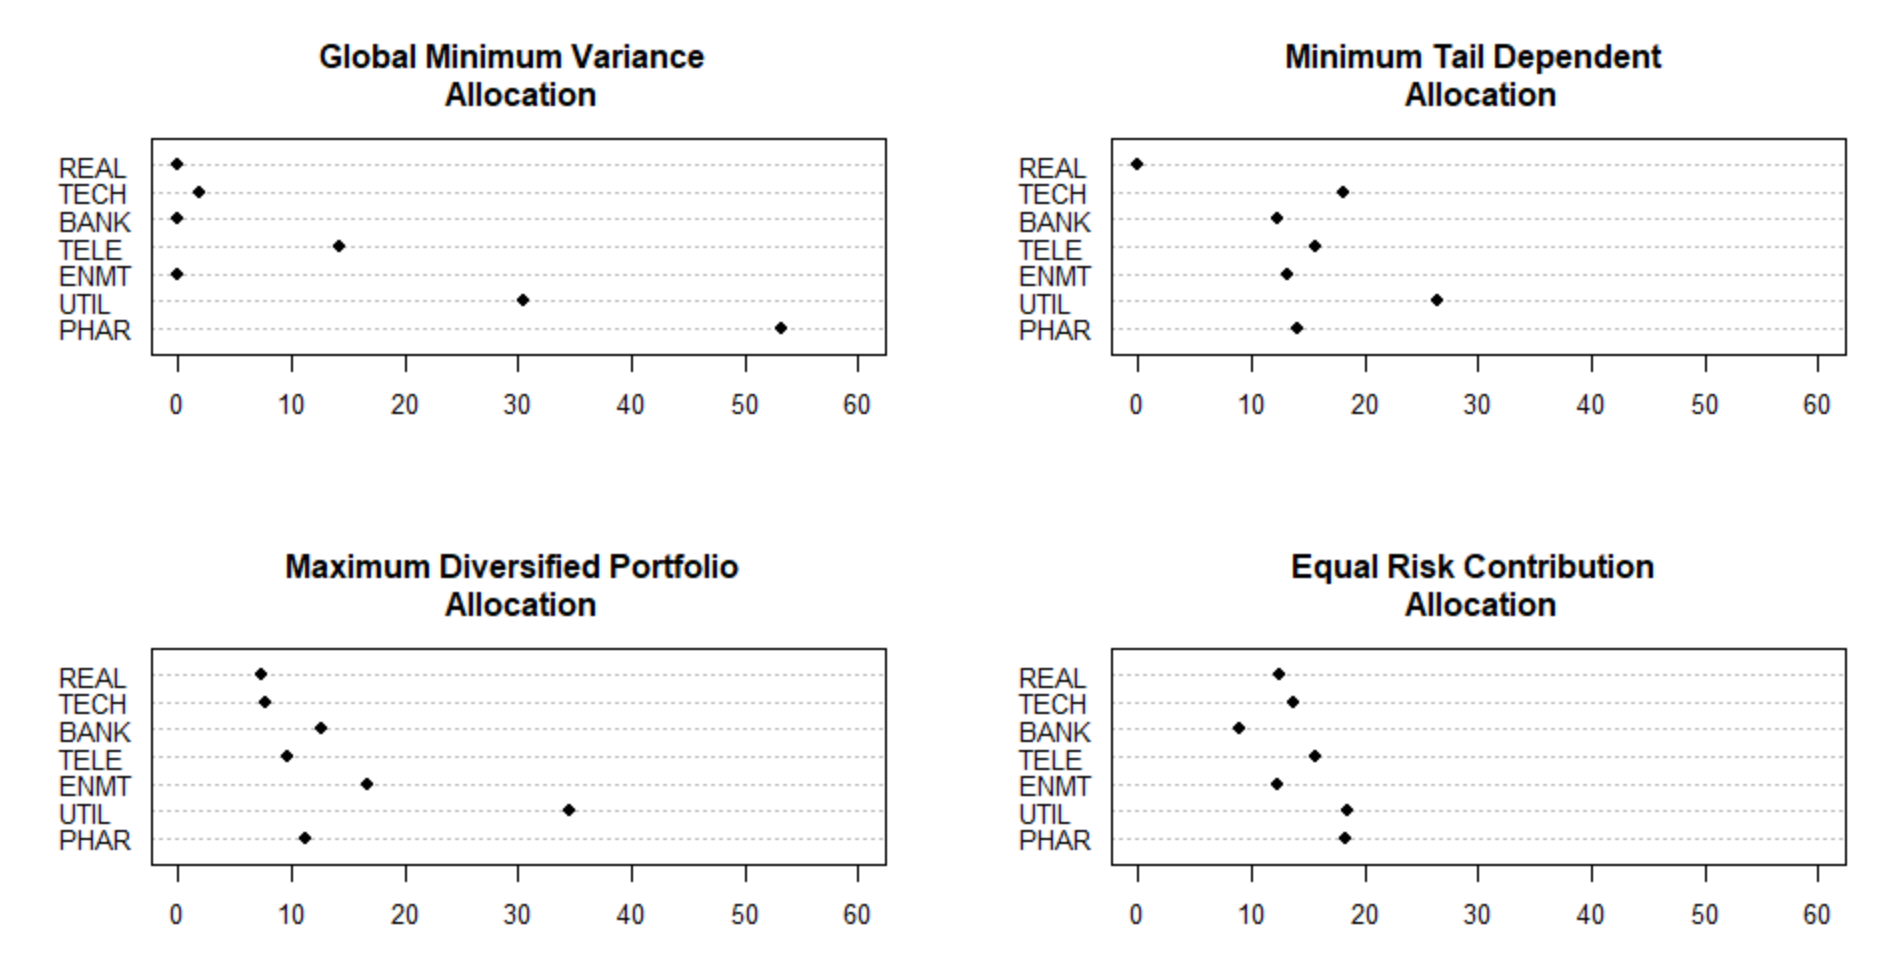 Global Minimum Variance
Allocation
REAL
TECH
BANK
TELE
ENMT
UTIL
PHAR
0 10 20 30 40 50 60
Minimum Tail Dependent
Allocation
REAL
TECH
BANK
TELE
ENMT
UTIL
PHAR
0 10 20 30 40 50 60
Maximum Diversified Portfolio
Allocation
REAL
TECH
BANK
TELE
ENMT
UTIL
PHAR
0 10 20 30 40 50 60
Equal Risk Contribution
Allocation
REAL
TECH
BANK
TELE
ENMT
UTIL
PHAR
0 10 20 30 40 50 60